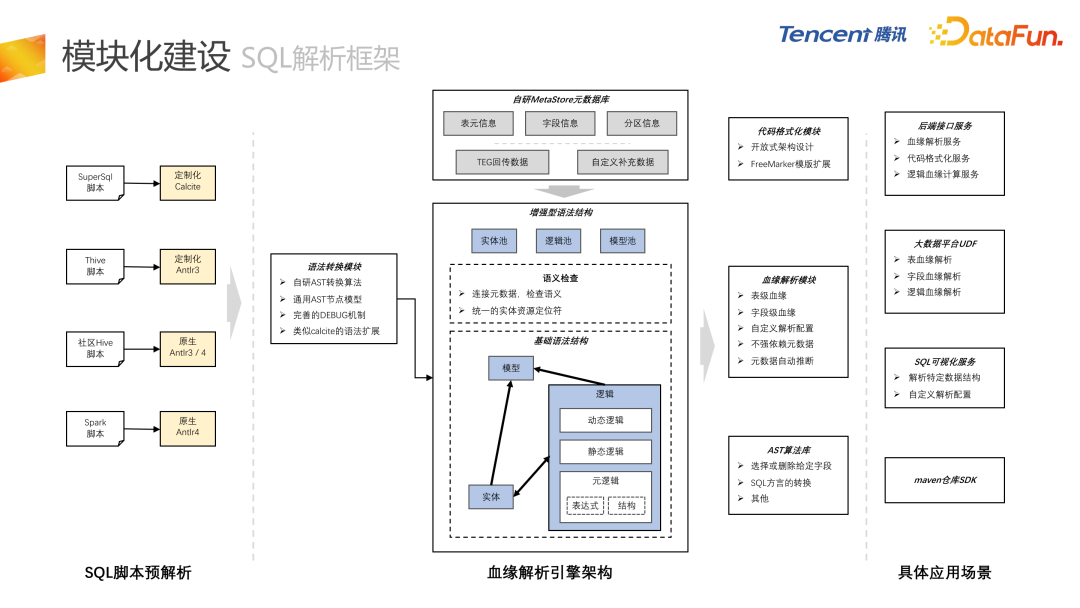 模块化建设 SQL解析框架
Tencent 腾讯
DataFun.
SuperSql
脚本
定制化
Calcite
Thive
脚本
定制化
Antlr3
社区Hive
脚本
原生
Antlr3 / 4
Spark
脚本
原生
Antlr4
SQL脚本预解析
语法转换模块
自研AST转换算法
通用AST节点模型
完善的DEBUG机制
类似calcite的语法扩展
自研MetaStore元数据库
表元信息
字段信息
分区信息
TEG回传数据
自定义补充数据
增强型语法结构
实体池
逻辑池
模型池
语义检查
连接元数据，检查语义
统一的实体资源定位符
基础语法结构
模型
逻辑
动态逻辑
静态逻辑
元逻辑
表达式
结构
实体
代码格式化模块
开放式架构设计
FreeMarker模版扩展
血缘解析模块
表级血缘
字段级血缘
自定义解析配置
不强依赖元数据
元数据自动推断
AST算法库
选择或删除给定字段
SQL方言的转换
其他
血缘解析引擎架构
后端接口服务
血缘解析服务
代码格式化服务
逻辑血缘计算服务
大数据平台UDF
表血缘解析
字段血缘解析
逻辑血缘解析
SQL可视化服务
解析特定数据结构
自定义解析配置
maven仓库SDK
具体应用场景